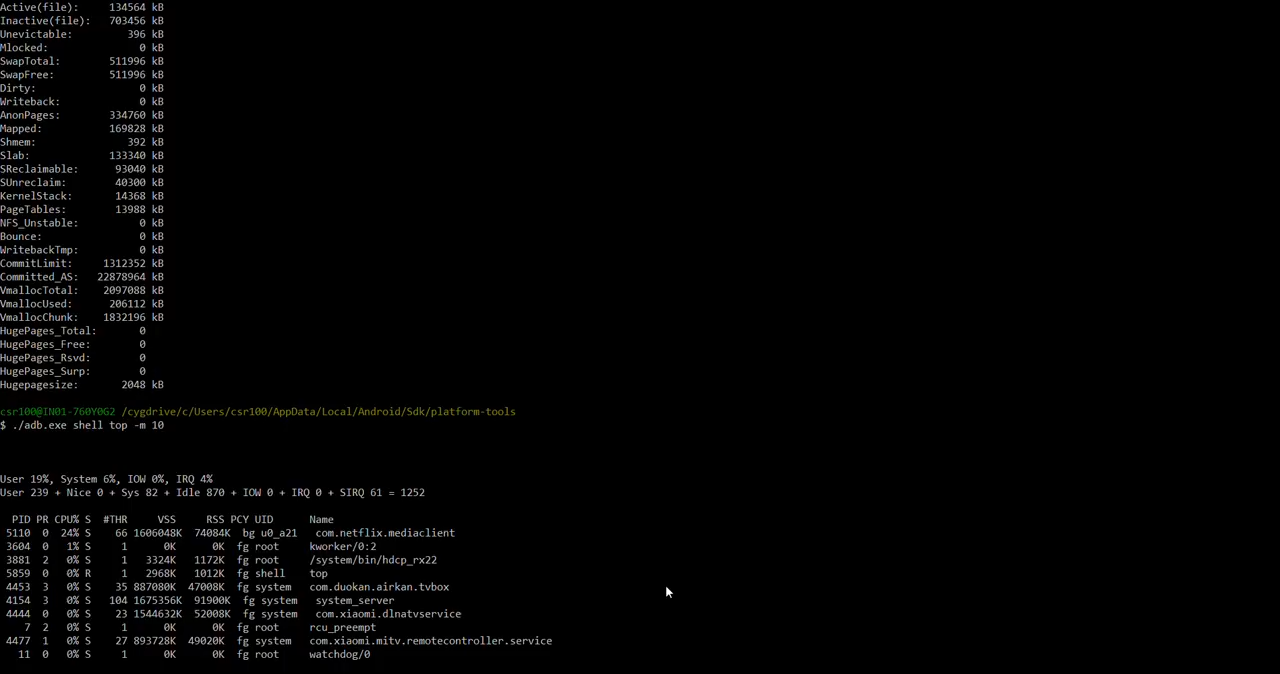 Active(file):     134564 kB
Inactive(file):   703456 kB
Unevictable:         396 kB
Mlocked:               0 kB
SwapTotal:        511996 kB
SwapFree:         511996 kB
Dirty:                 0 kB
Writeback:             0 kB
AnonPages:        334760 kB
Mapped:           169828 kB
Shmem:               392 kB
Slab:             133340 kB
SReclaimable:      93040 kB
SUnreclaim:        40300 kB
KernelStack:       14368 kB
PageTables:        13988 kB
NFS_Unstable:          0 kB
Bounce:                0 kB
WritebackTmp:          0 kB
CommitLimit:     1312352 kB
Committed_AS:   22878964 kB
VmallocTotal:    2097088 kB
VmallocUsed:      206112 kB
VmallocChunk:    1832196 kB
HugePages_Total:       0
HugePages_Free:        0
HugePages_Rsvd:        0
HugePages_Surp:        0
Hugepagesize:       2048 kB
csr100@IN01-760Y0G2 /cygdrive/c/Users/csr100/AppData/Local/Android/Sdk/platform-tools
$ ./adb.exe shell top -m 10
User 19%, System 6%, IOW 0%, IRQ 4%
User 239 + Nice 0 + Sys 82 + Idle 870 + IOW 0 + IRQ 0 + SIRQ 61 = 1252
PID PR CPU% S  #THR     VSS     RSS PCY UID      Name
5110  0  24% S    66 1606048K  74084K  bg u0_a21   com.netflix.mediaclient
3604  0   1% S     1      0K      0K  fg root     kworker/0:2
3881  2   0% S     1   3324K   1172K  fg root     /system/bin/hdcp_rx22
5859  0   0% R     1   2968K   1012K  fg shell    top
4453  3   0% S    35 887080K  47008K  fg system   com.duokan.airkan.tvbox
4154  3   0% S   104 1675356K  91900K  fg system   system_server
4444  0   0% S    23 1544632K  52008K  fg system   com.xiaomi.dlnatvservice
7  2   0% S     1      0K      0K  fg root     rcu_preempt
4477  1   0% S    27 893728K  49020K  fg system   com.xiaomi.mitv.remotecontroller.service
11  0   0% S     1      0K      0K  fg root     watchdog/0